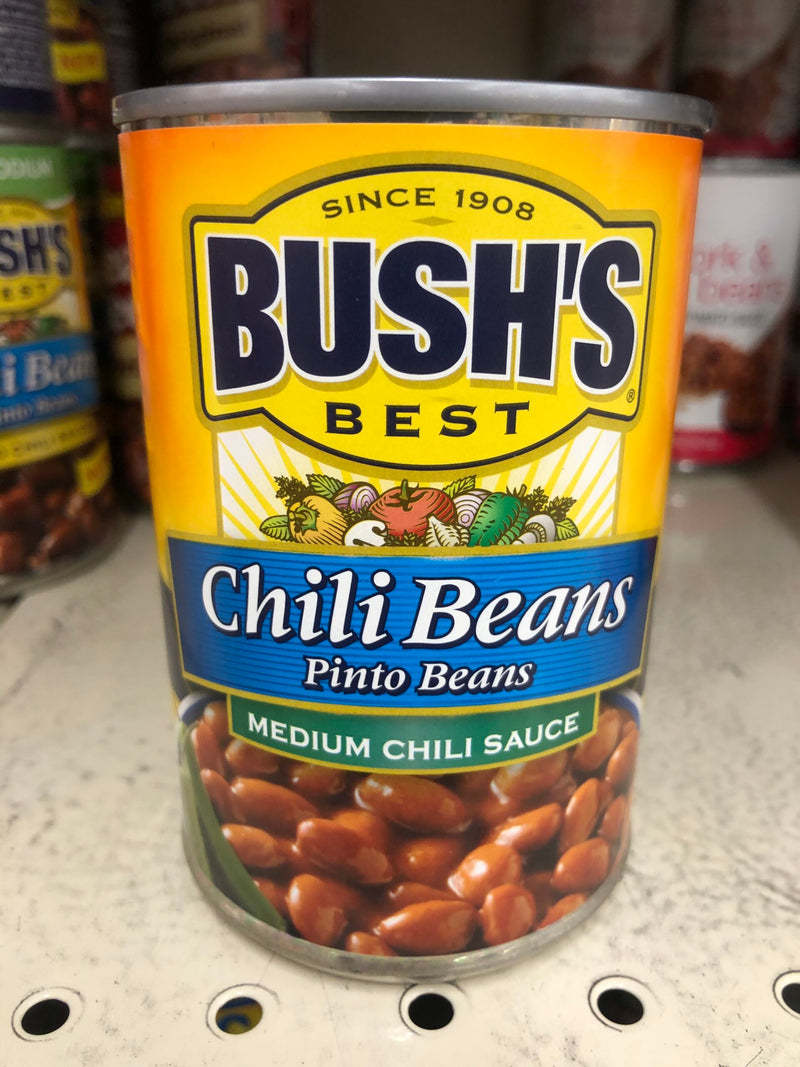 SINCE 1908
BUSH'S
®
BEST
Chili Beans
Pinto Beans
MEDIUM CHILI SAUCE